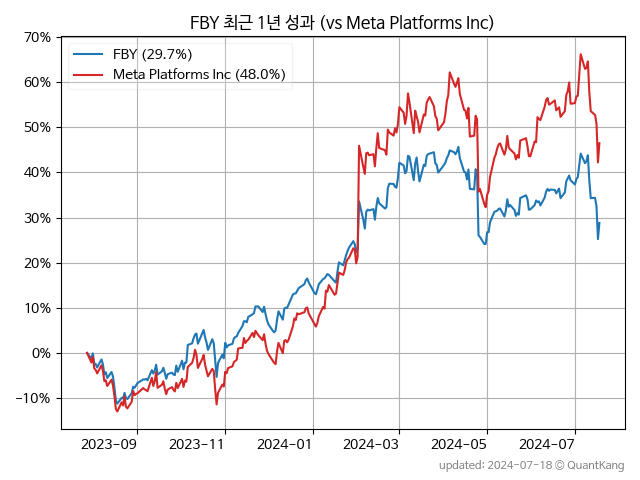 FBY 최근 1년 성과 (vs Meta Platforms Inc)
FBY (29.7%)
Meta Platforms Inc (48.0%)
70%
60%
50%
40%
30%
20%
10%
0%
−10%
2023-09 2023-11 2024-01 2024-03 2024-05 2024-07
updated: 2024-07-18 © QuantKang